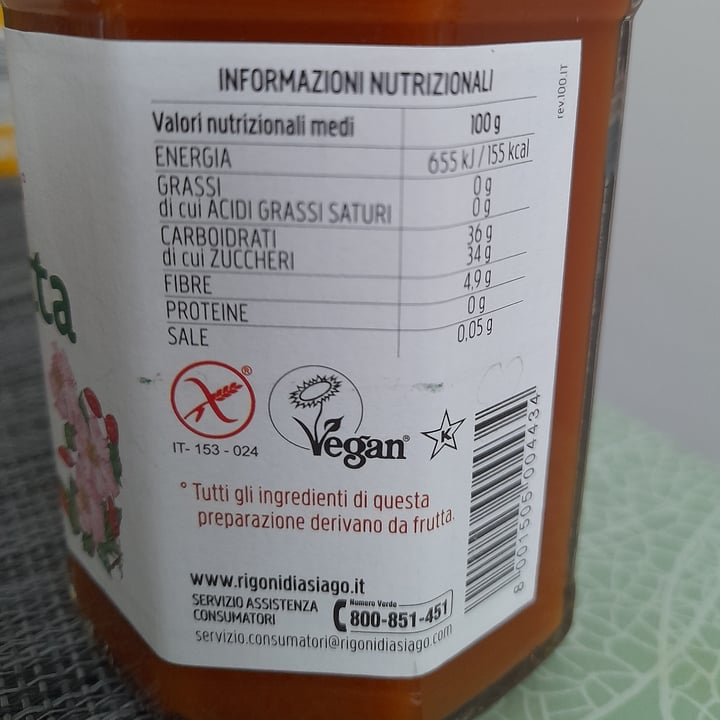 INFORMAZIONI NUTRIZIONALI
Valori nutrizionali medi 100 g
ENERGIA 655 kJ / 155 kcal
GRASSI 0 g
di cui ACIDI GRASSI SATURI 0 g
CARBOIDRATI 36 g
di cui ZUCCHERI 34 g
FIBRE 4,9 g
PROTEINE 0 g
SALE 0,05 g
rev.100.IT
®
IT- 153 - 024
Vegan®
K
° Tutti gli ingredienti di questa
preparazione derivano da frutta.
8 001505 004434
www.rigonidiasiago.it
SERVIZIO ASSISTENZA
CONSUMATORI
Numero Verde
800-851-451
servizio.consumatori@rigonidiasiago.com